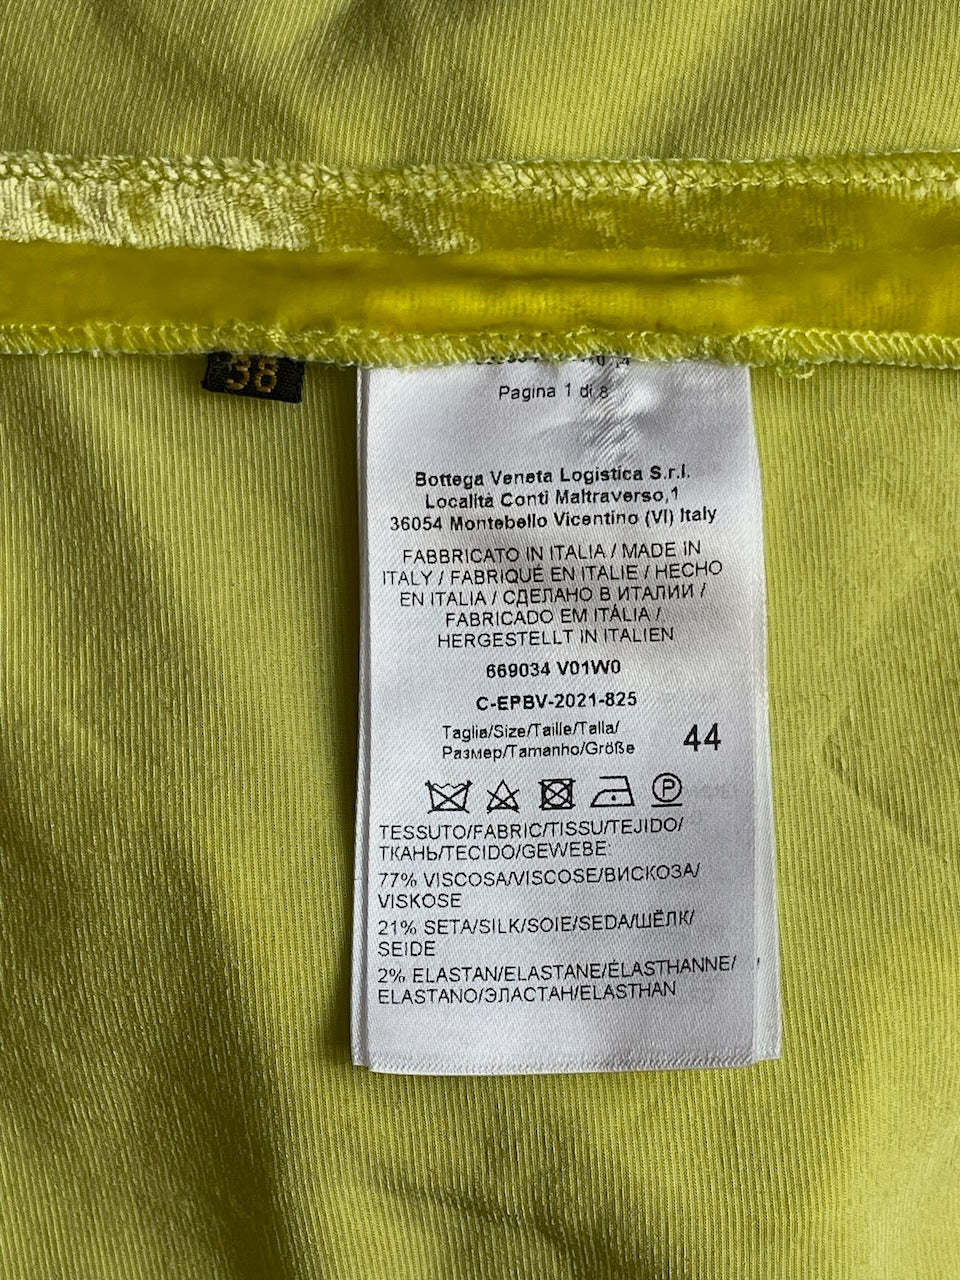 38
Pagina 1 di 8
Bottega Veneta Logistica S.r.l.
Località Conti Maltraverso,1
36054 Montebello Vicentino (VI) Italy
FABBRICATO IN ITALIA / MADE IN
ITALY / FABRIQUÉ EN ITALIE / HECHO
EN ITALIA / СДЕЛАНО В ИТАЛИИ /
FABRICADO EM ITÁLIA /
HERGESTELLT IN ITALIEN
669034 V01W0
C-EPBV-2021-825
Taglia/Size/Taille/Talla/
Размер/Tamanho/Größe
44
P
TESSUTO/FABRIC/TISSU/TEJIDO/
ТКАНЬ/TECIDO/GEWEBE:
77% VISCOSA/VISCOSE/ВИСКОЗА/
VISKOSE
21% SETA/SILK/SOIE/SEDA/ШЁЛК/
SEIDE
2% ELASTAN/ELASTANE/ÉLASTHANNE/
ELASTANO/ЭЛАСТАН/ELASTHAN